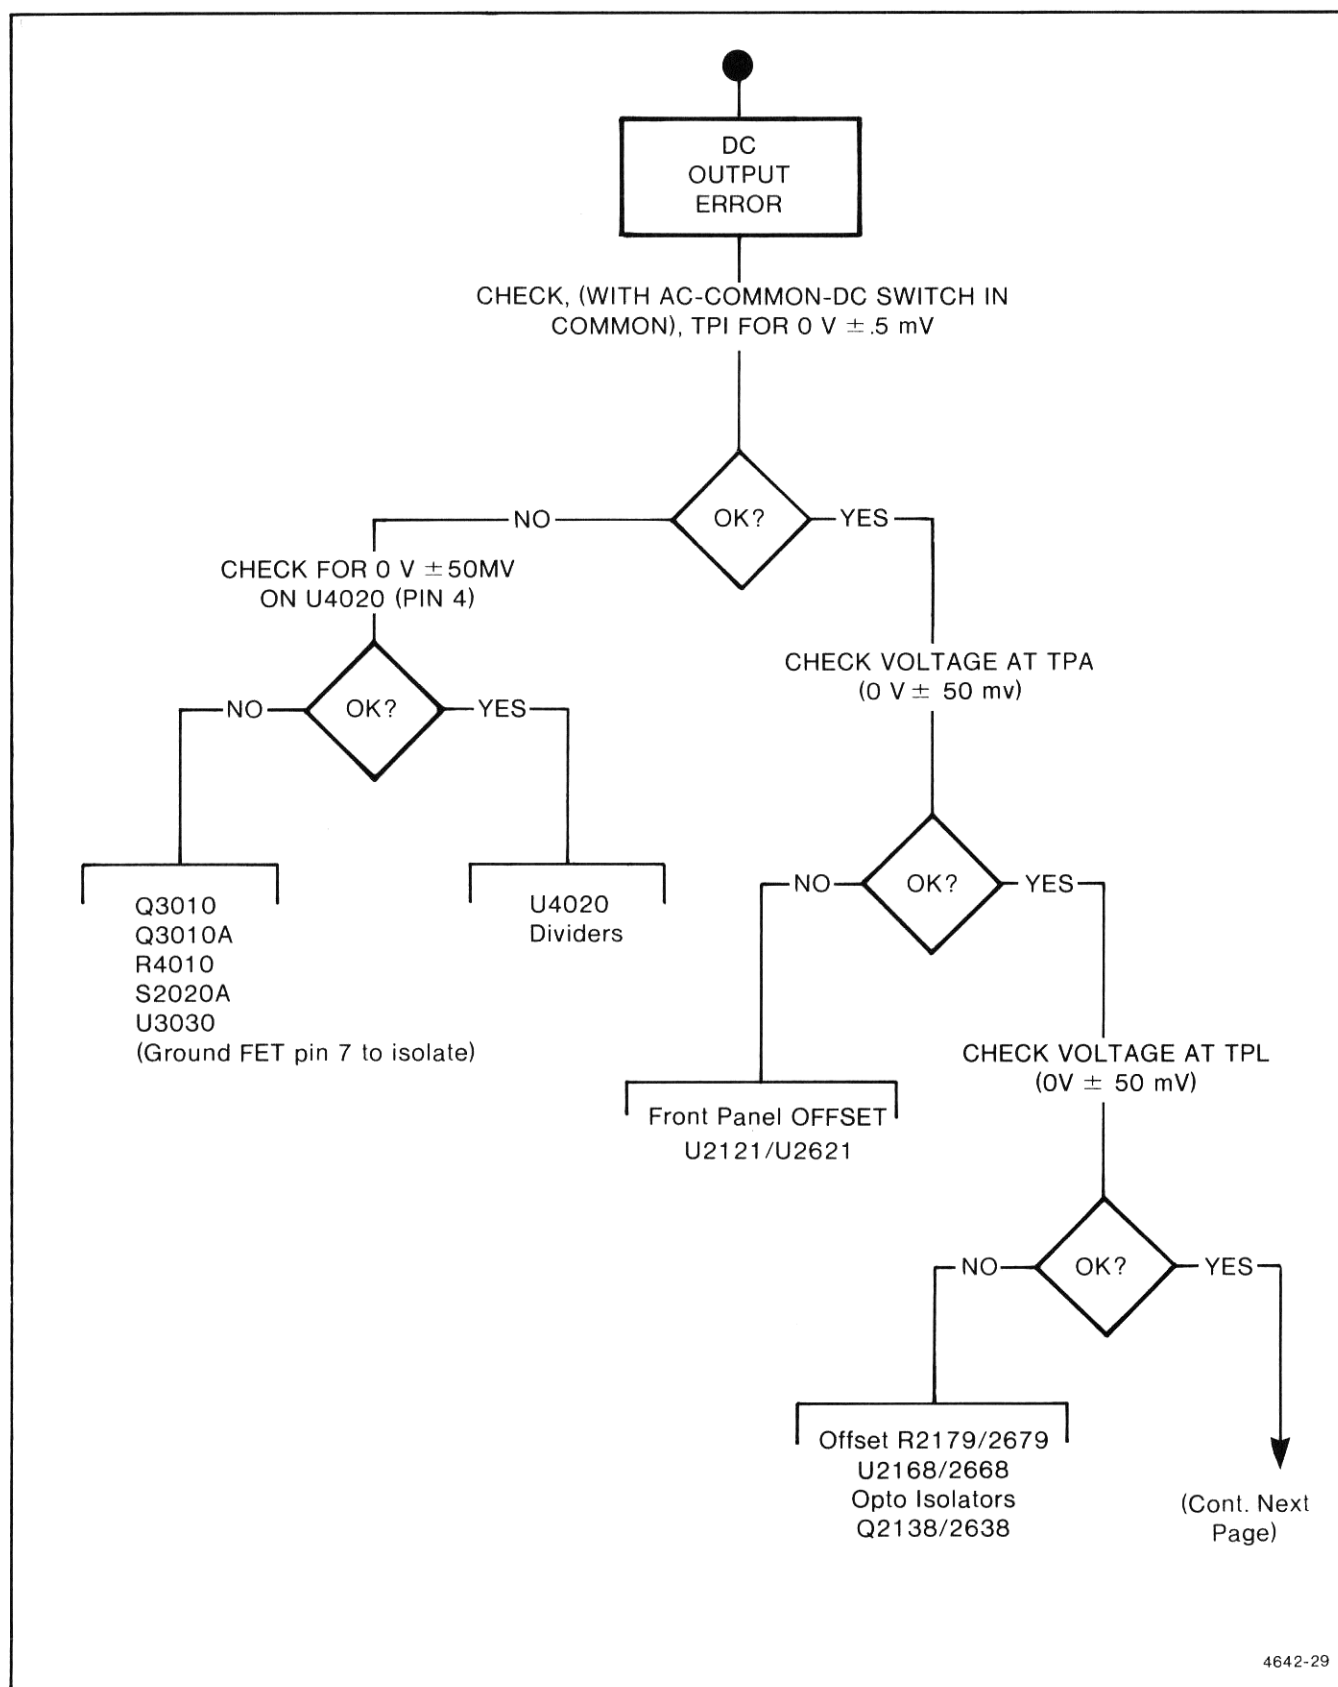 DC
OUTPUT
ERROR
CHECK, (WITH AC-COMMON-DC SWITCH IN
COMMON), TPI FOR 0 V ±.5 mV
OK?
NO
YES
CHECK FOR 0 V ±50MV
ON U4020 (PIN 4)
OK?
NO
YES
Q3010
Q3010A
R4010
S2020A
U3030
(Ground FET pin 7 to isolate)
U4020
Dividers
CHECK VOLTAGE AT TPA
(0 V ± 50 mv)
OK?
NO
YES
Front Panel OFFSET
U2121/U2621
CHECK VOLTAGE AT TPL
(0V ± 50 mV)
OK?
NO
YES
Offset R2179/2679
U2168/2668
Opto Isolators
Q2138/2638
(Cont. Next
Page)
4642-29